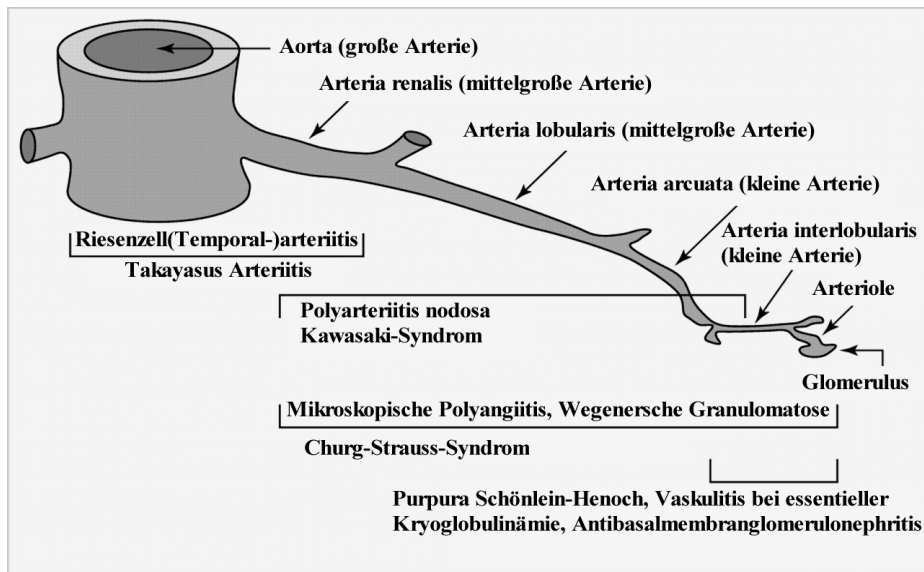 Aorta (große Arterie)
Arteria renalis (mittelgroße Arterie)
Arteria lobularis (mittelgroße Arterie)
Arteria arcuata (kleine Arterie)
Arteria interlobularis
(kleine Arterie)
Arteriole
Glomerulus
Riesenzell(Temporal-)arteriitis
Takayasus Arteriitis
Polyarteriitis nodosa
Kawasaki-Syndrom
Mikroskopische Polyangiitis, Wegenersche Granulomatose
Churg-Strauss-Syndrom
Purpura Schönlein-Henoch, Vaskulitis bei essentieller
Kryoglobulinämie, Antibasalmembranglomerulonephritis